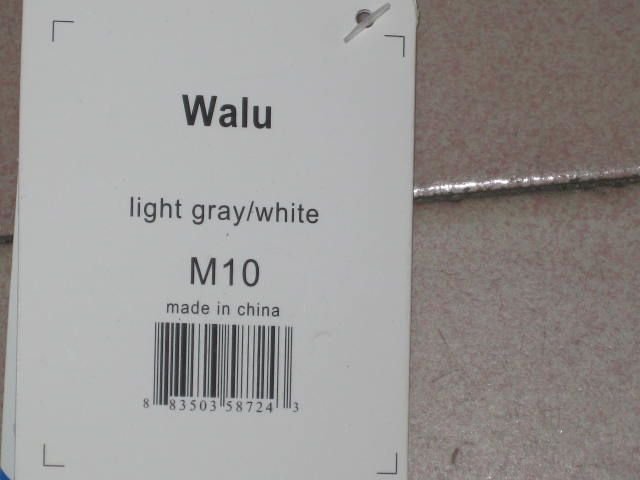 Walu
light gray/white
M10
made in china
8 83503 58724 3